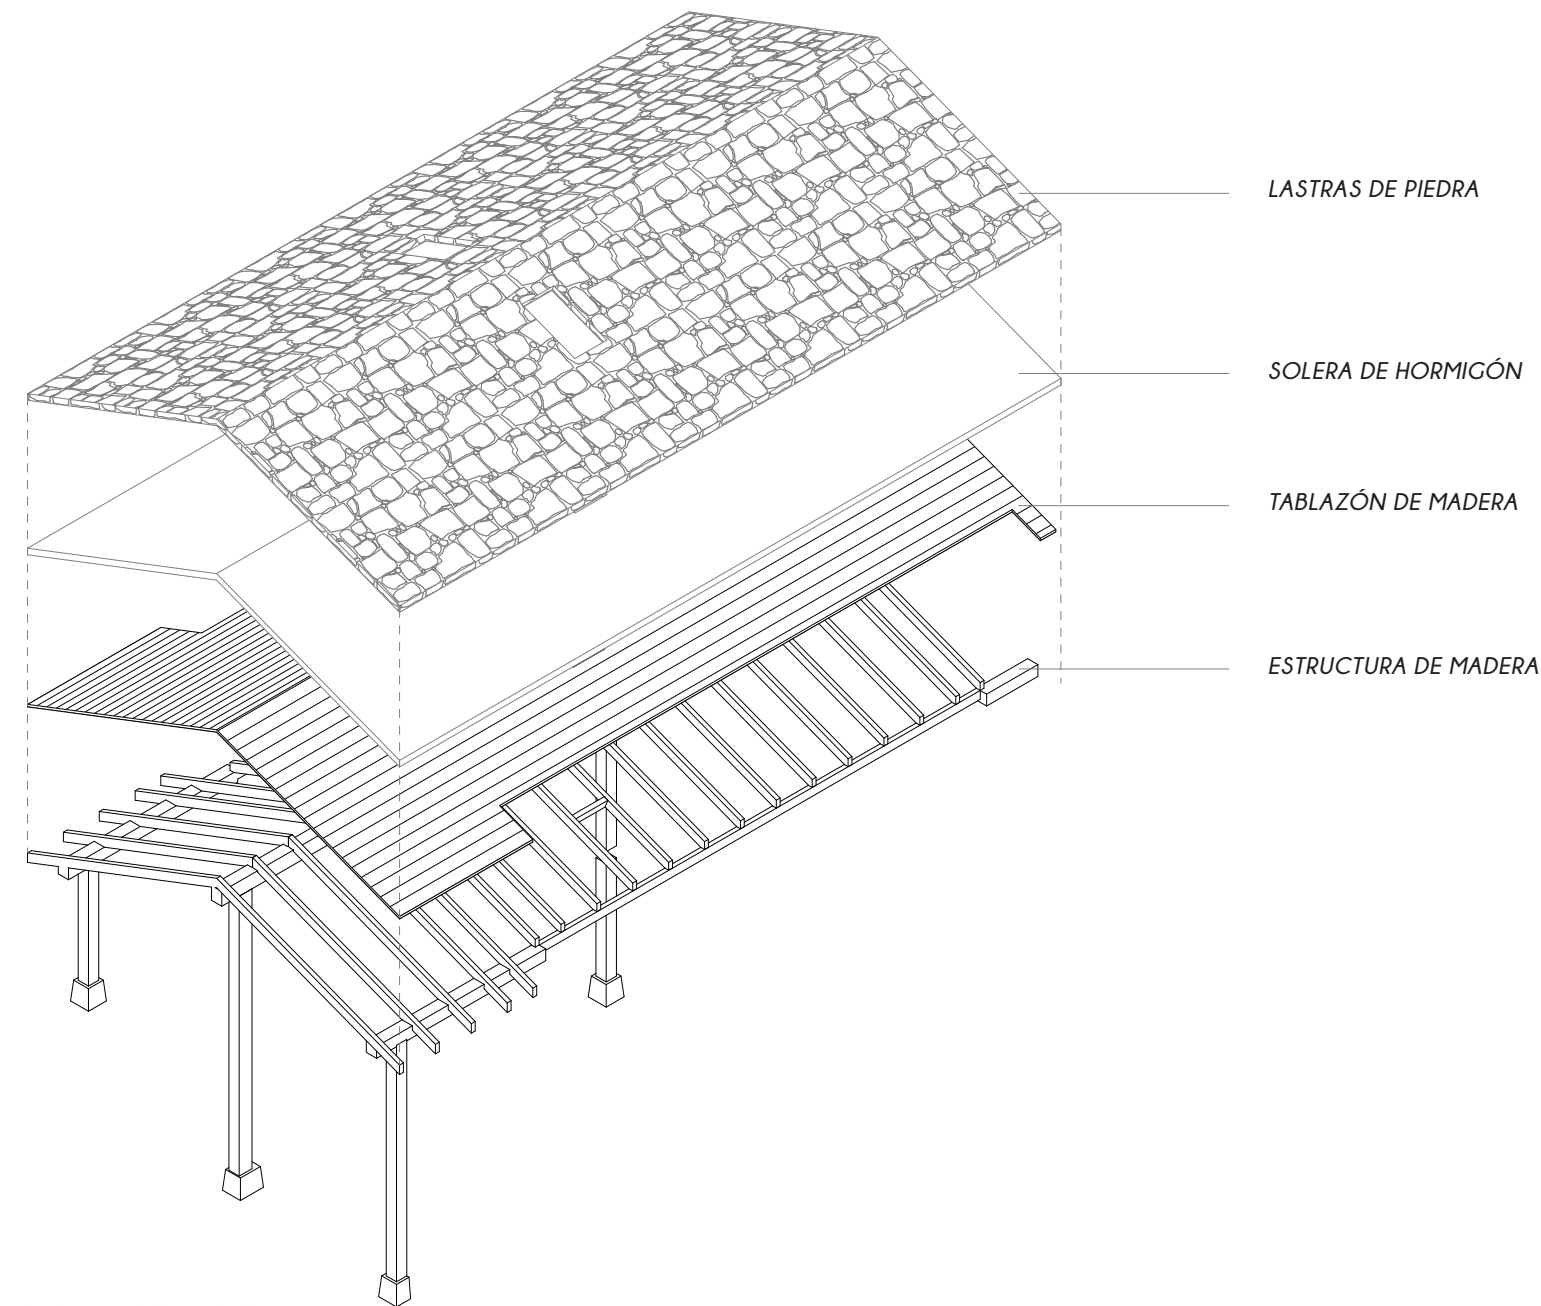 LASTRAS DE PIEDRA
SOLERA DE HORMIGÓN
TABLAZÓN DE MADERA
ESTRUCTURA DE MADERA